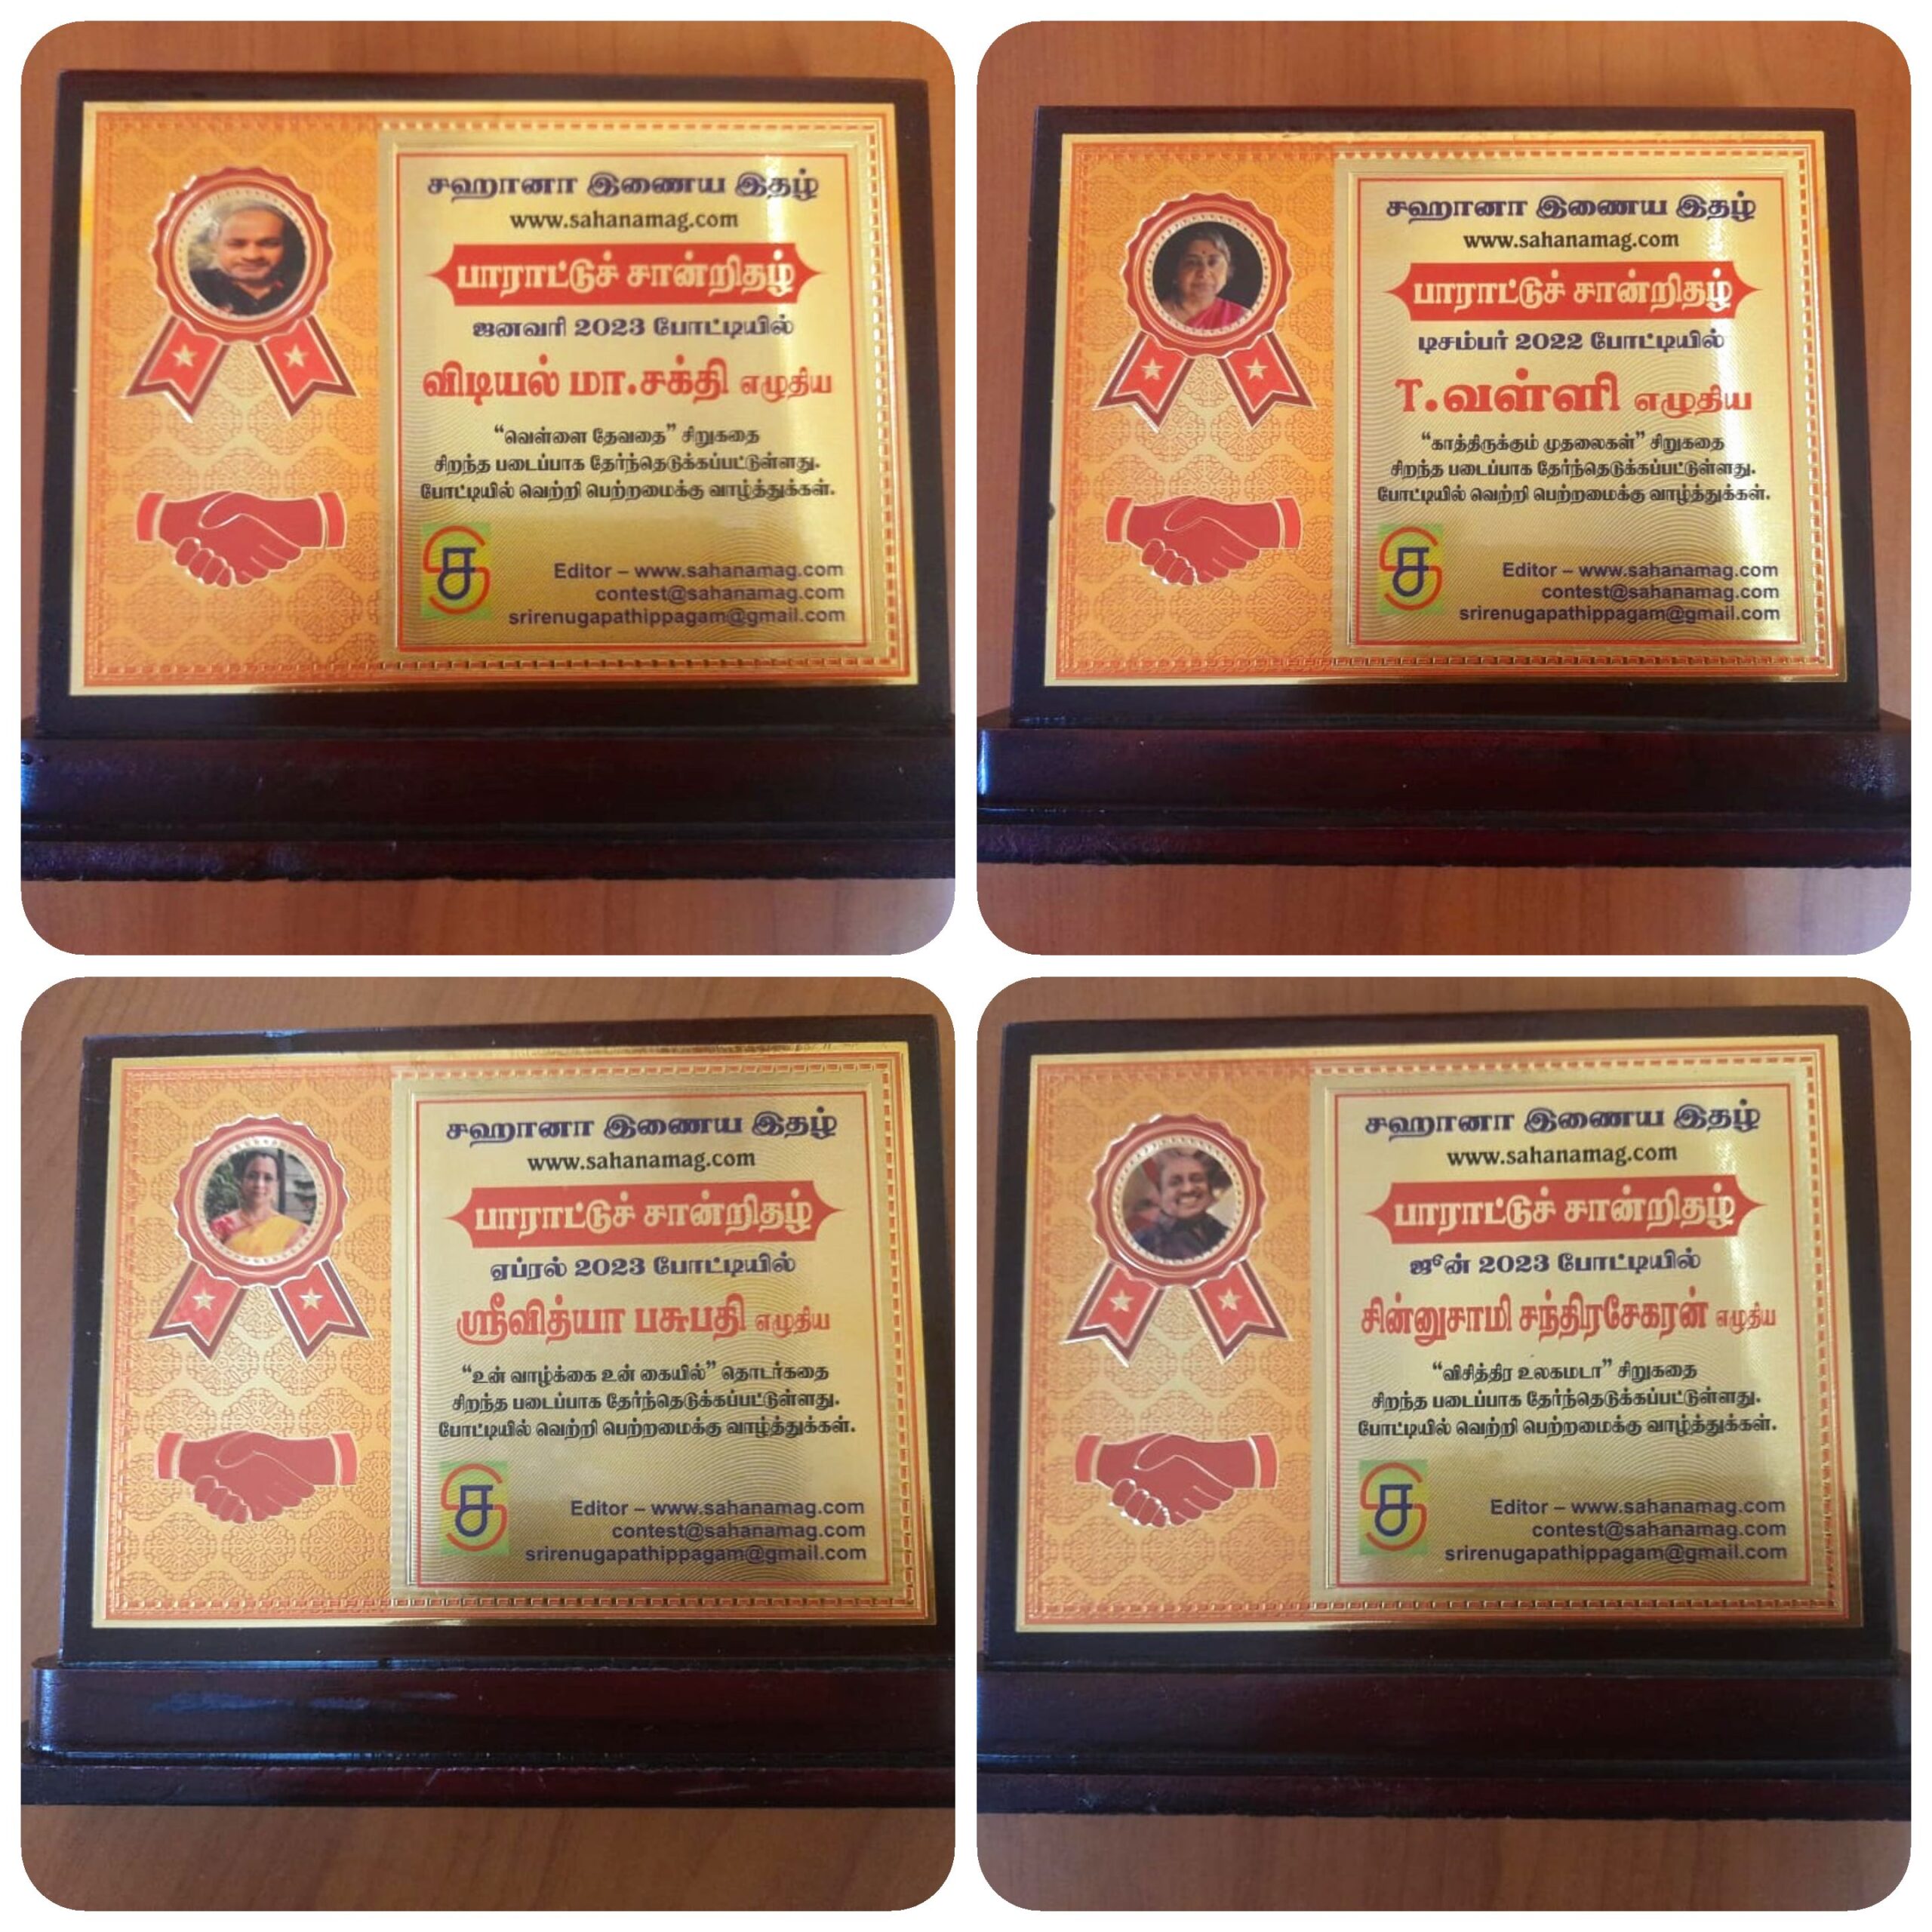 சஹானா இணைய இதழ்
www.sahanamag.com
பாராட்டுச் சான்றிதழ்
ஜனவரி 2023 போட்டியில்
விடியல் மா.சக்தி எழுதிய
“வெள்ளை தேவதை” சிறுகதை
சிறந்த படைப்பாக தேர்ந்தெடுக்கப்பட்டுள்ளது.
போட்டியில் வெற்றி பெற்றமைக்கு வாழ்த்துக்கள்.
ச
Editor – www.sahanamag.com
contest@sahanamag.com
srirenugapathippagam@gmail.com
சஹானா இணைய இதழ்
www.sahanamag.com
பாராட்டுச் சான்றிதழ்
டிசம்பர் 2022 போட்டியில்
T.வள்ளி எழுதிய
“காத்திருக்கும் முதலைகள்” சிறுகதை
சிறந்த படைப்பாக தேர்ந்தெடுக்கப்பட்டுள்ளது.
போட்டியில் வெற்றி பெற்றமைக்கு வாழ்த்துக்கள்.
ச
Editor – www.sahanamag.com
contest@sahanamag.com
srirenugapathippagam@gmail.com
சஹானா இணைய இதழ்
www.sahanamag.com
பாராட்டுச் சான்றிதழ்
ஏப்ரல் 2023 போட்டியில்
ஸ்ரீவித்யா பசுபதி எழுதிய
“உன் வாழ்க்கை உன் கையில்” தொடர்கதை
சிறந்த படைப்பாக தேர்ந்தெடுக்கப்பட்டுள்ளது.
போட்டியில் வெற்றி பெற்றமைக்கு வாழ்த்துக்கள்.
ச
Editor – www.sahanamag.com
contest@sahanamag.com
srirenugapathippagam@gmail.com
சஹானா இணைய இதழ்
www.sahanamag.com
பாராட்டுச் சான்றிதழ்
ஜூன் 2023 போட்டியில்
சின்னுசாமி சந்திரசேகரன் எழுதிய
“விசித்திர உலகமடா” சிறுகதை
சிறந்த படைப்பாக தேர்ந்தெடுக்கப்பட்டுள்ளது.
போட்டியில் வெற்றி பெற்றமைக்கு வாழ்த்துக்கள்.
ச
Editor – www.sahanamag.com
contest@sahanamag.com
srirenugapathippagam@gmail.com